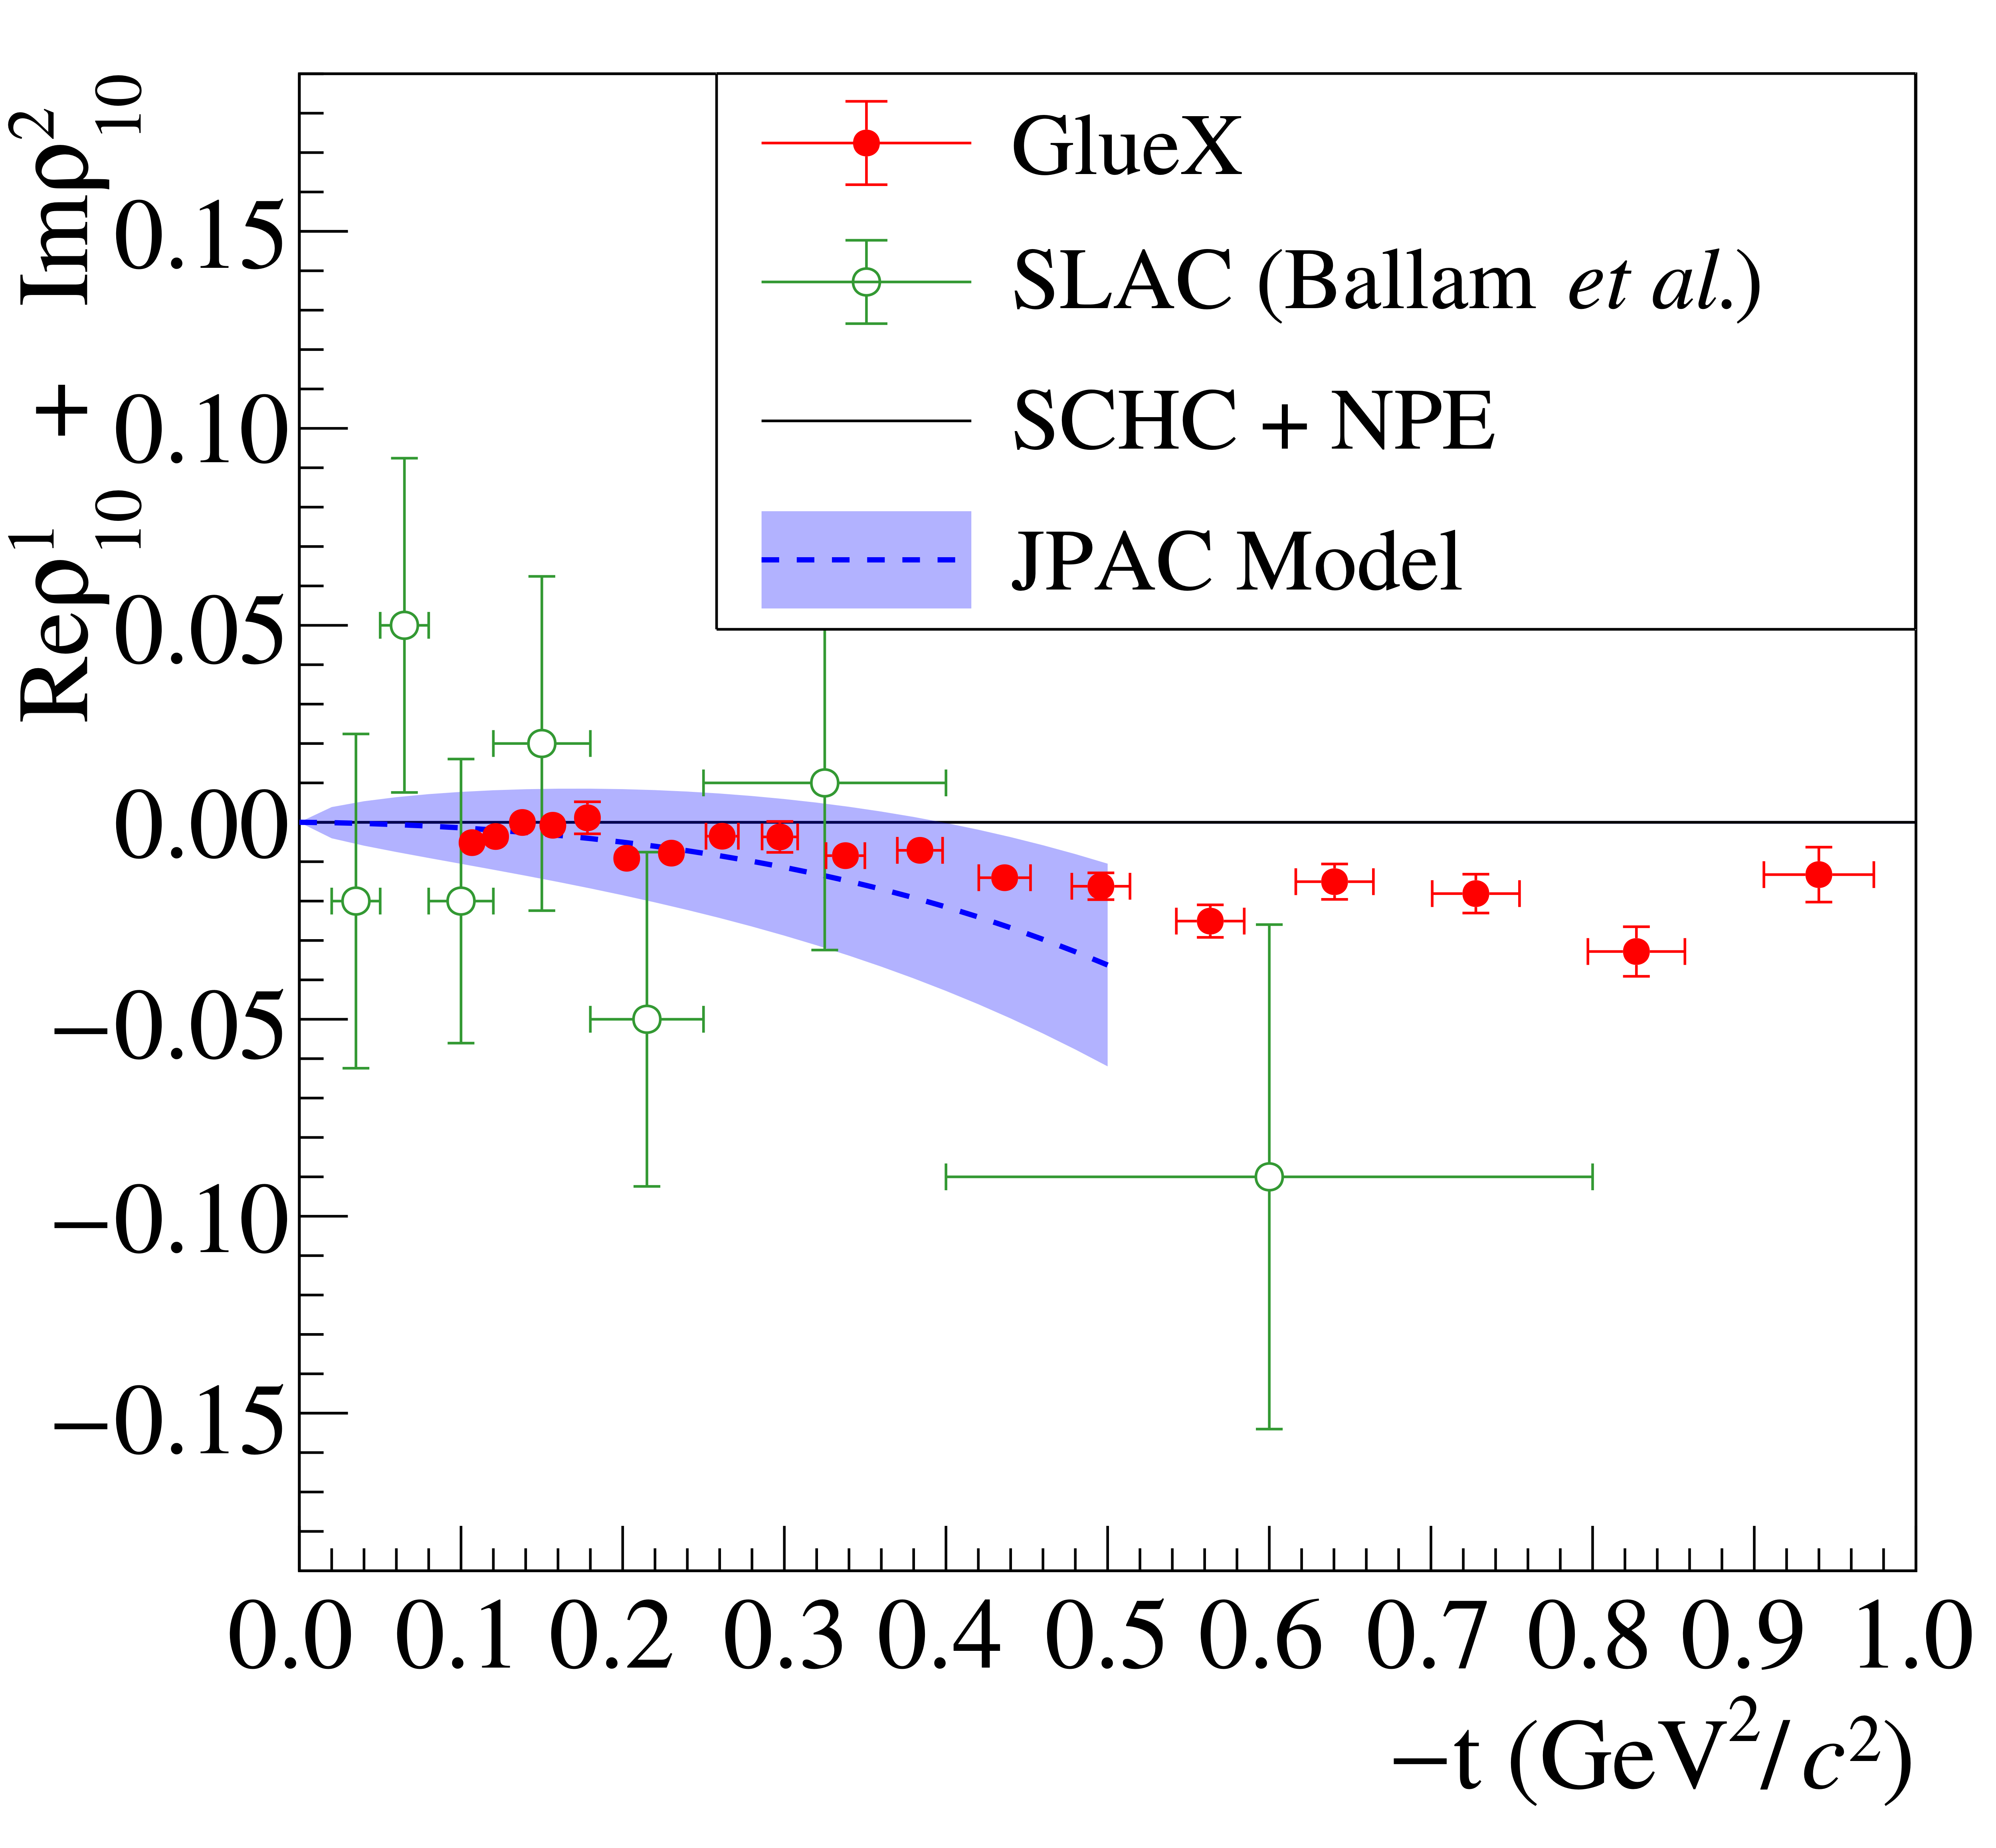 Reρ¹₁₀ + Imρ²₁₀
GlueX
SLAC (Ballam et al.)
SCHC + NPE
JPAC Model
0.15
0.10
0.05
0.00
−0.05
−0.10
−0.15
0.0 0.1 0.2 0.3 0.4 0.5 0.6 0.7 0.8 0.9 1.0
−t (GeV²/c²)